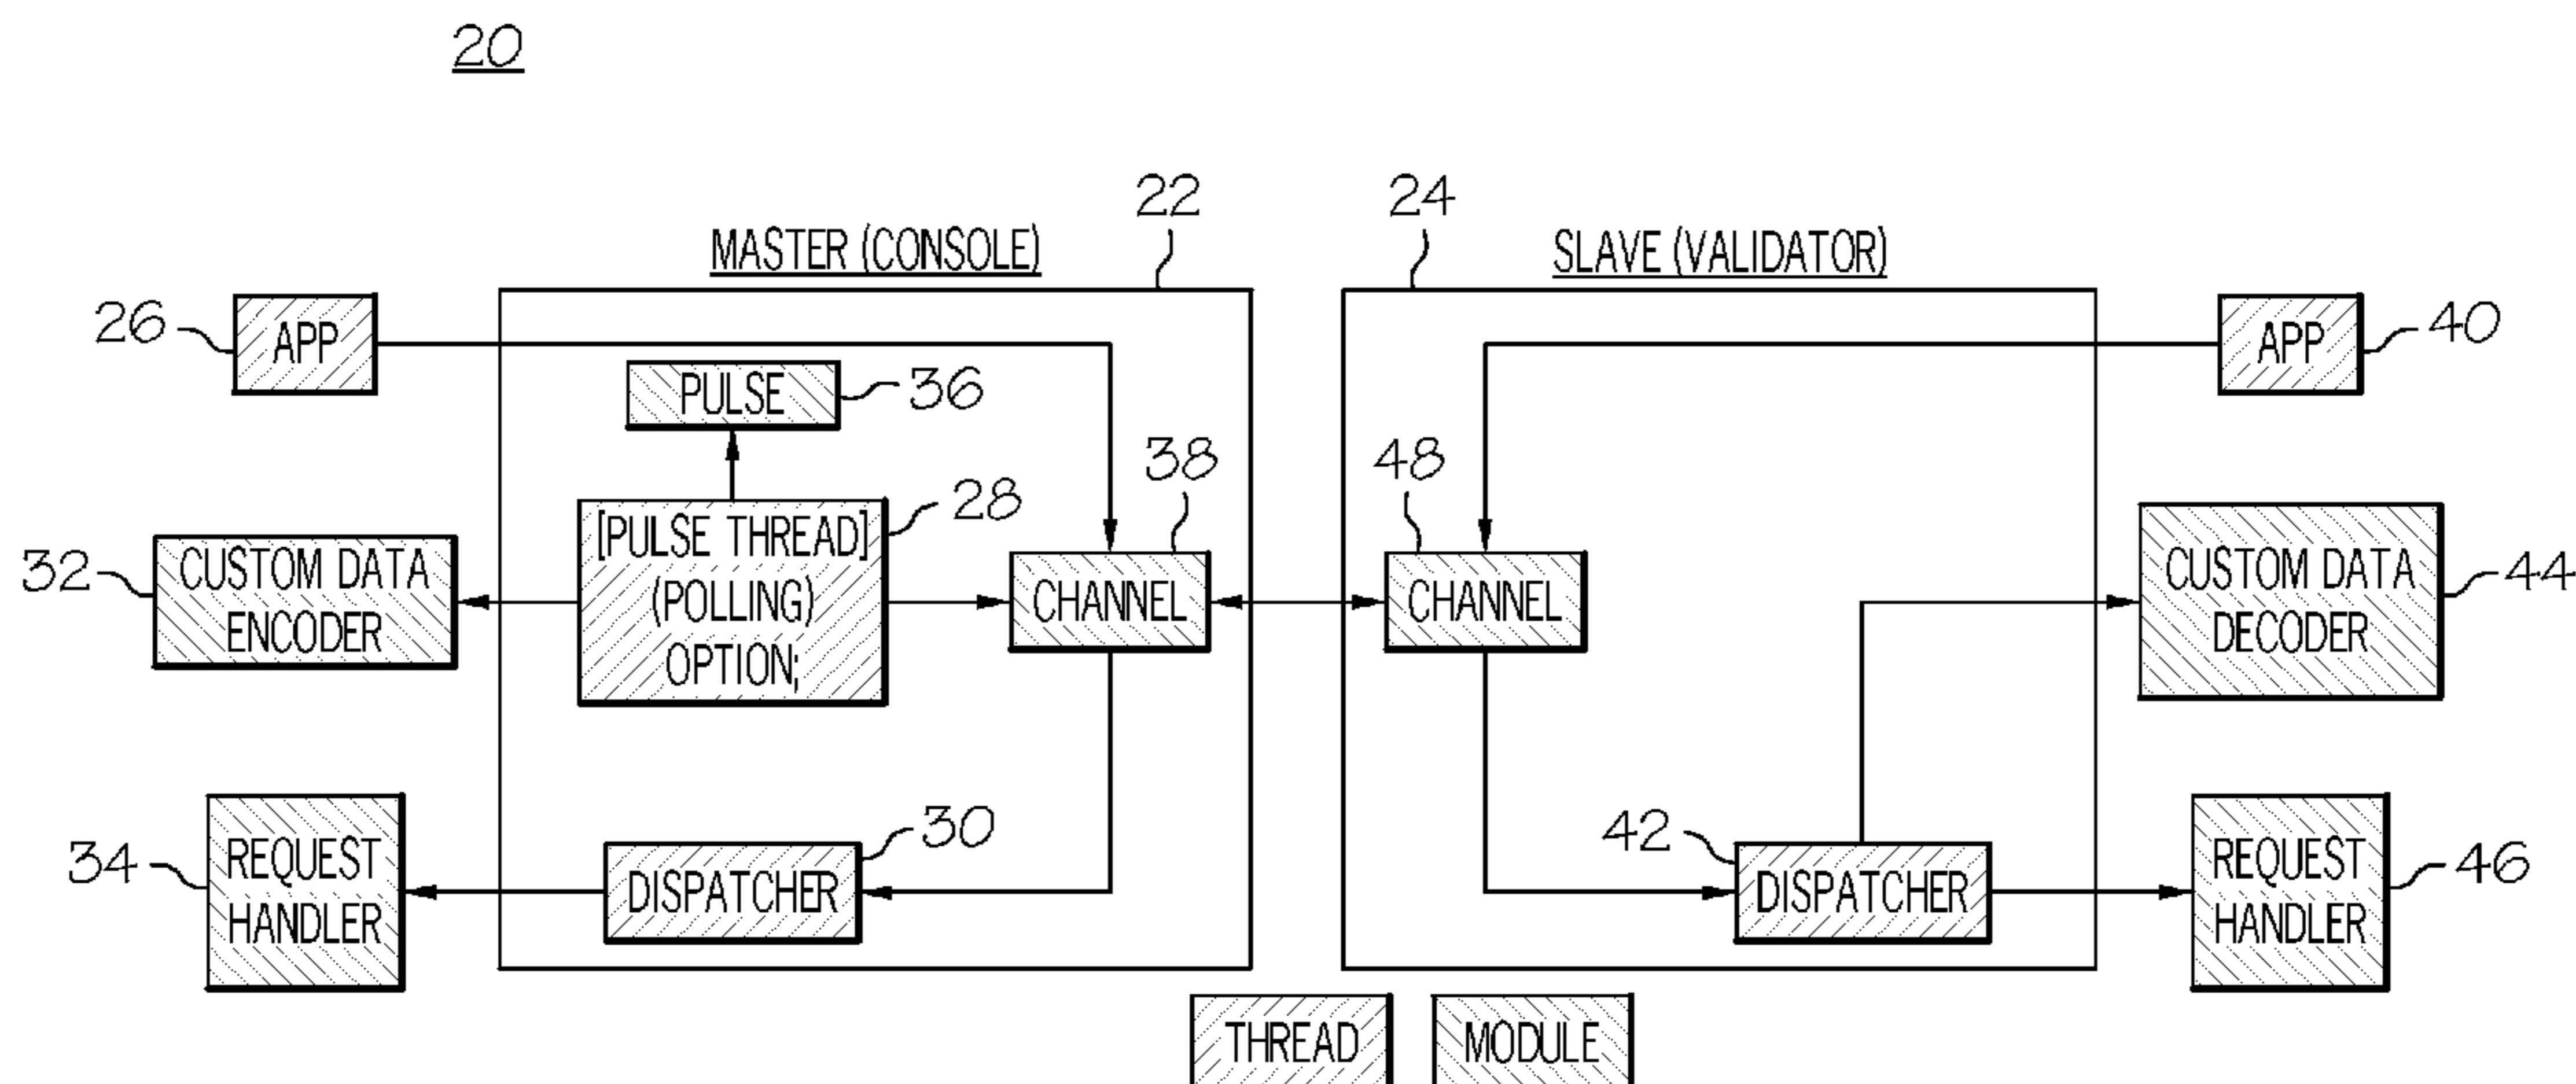 20
22
24
MASTER (CONSOLE)
SLAVE (VALIDATOR)
26
APP
APP
40
PULSE
36
38
48
28
[PULSE THREAD]
(POLLING)
OPTION;
32
CUSTOM DATA
ENCODER
CHANNEL
CHANNEL
CUSTOM DATA
DECODER
44
30
42
34
REQUEST
HANDLER
DISPATCHER
DISPATCHER
REQUEST
HANDLER
46
THREAD
MODULE